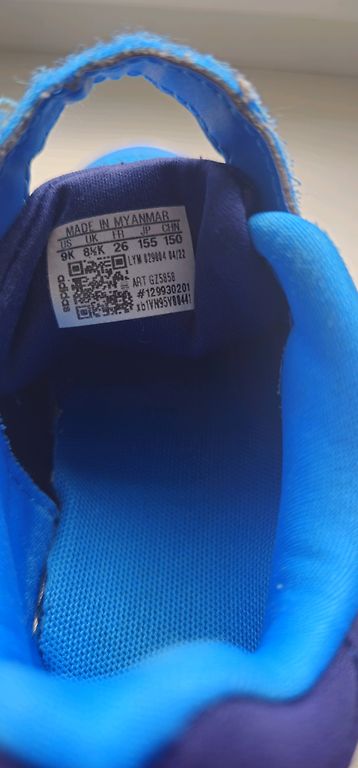 MADE IN MYANMAR
US UK FR JP CHN
9K 8½K 26 155 150
LYM 029004 04/22
ART GZ5858
#129930201
adidas